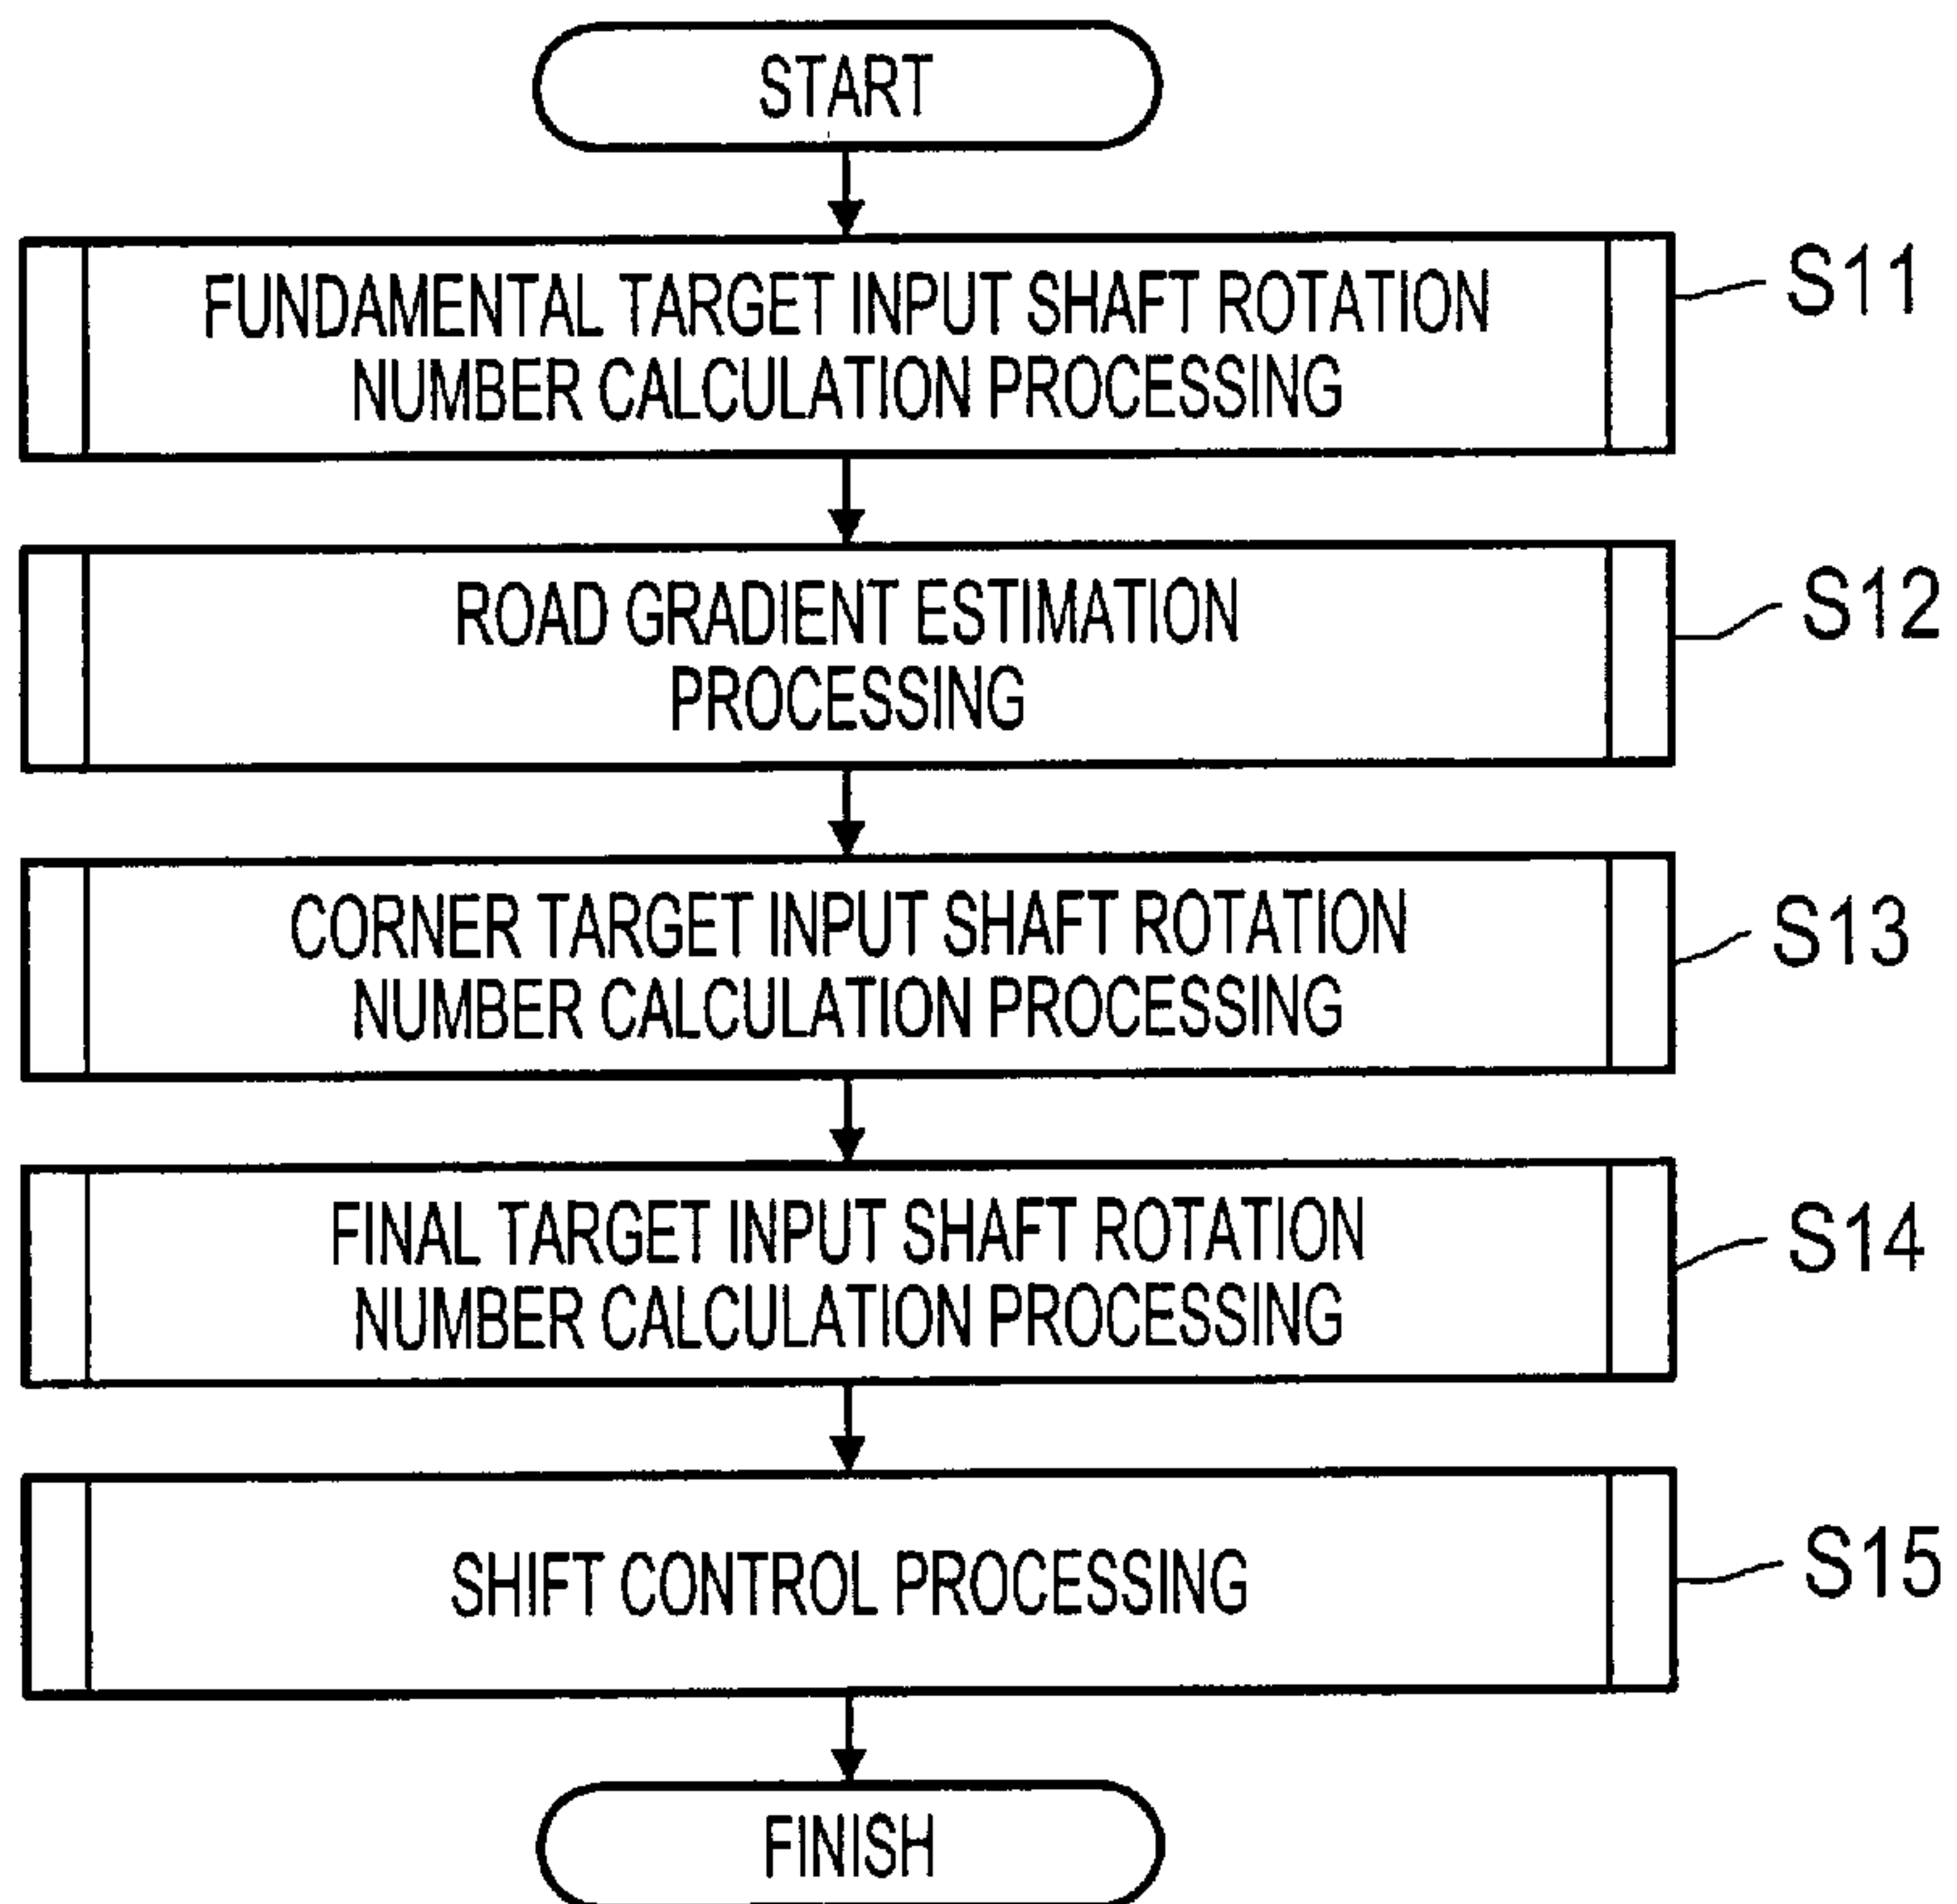 START
FUNDAMENTAL TARGET INPUT SHAFT ROTATION
NUMBER CALCULATION PROCESSING
S11
ROAD GRADIENT ESTIMATION
PROCESSING
S12
CORNER TARGET INPUT SHAFT ROTATION
NUMBER CALCULATION PROCESSING
S13
FINAL TARGET INPUT SHAFT ROTATION
NUMBER CALCULATION PROCESSING
S14
SHIFT CONTROL PROCESSING
S15
FINISH